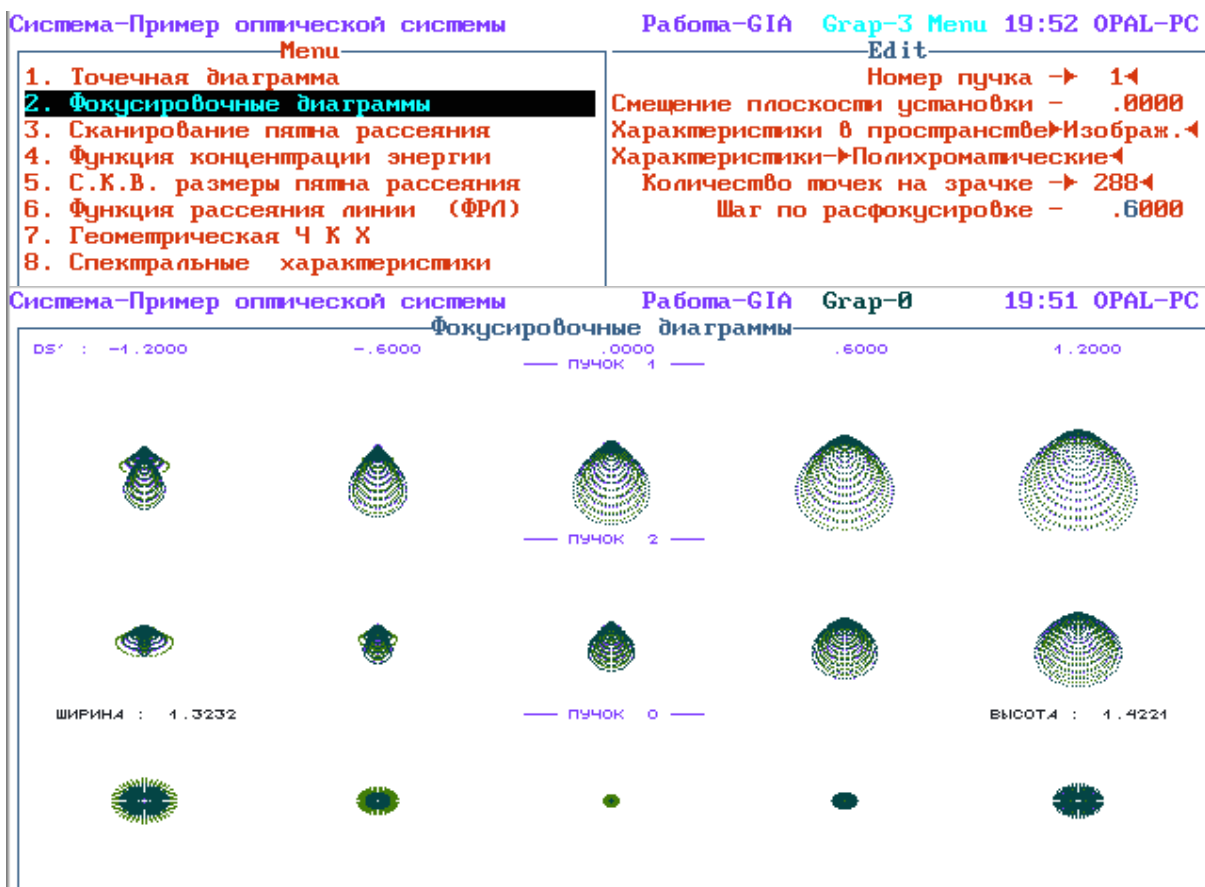 Система-Пример оптической системы Работа-GIA Grap-3 Menu 19:52 OPAL-PC
Menu
1. Точечная диаграмма
2. Фокусировочные диаграммы
3. Сканирование пятна рассеяния
4. Функция концентрации энергии
5. С.К.В. размеры пятна рассеяния
6. Функция рассеяния линии (ФРЛ)
7. Геометрическая Ч К Х
8. Спектральные характеристики
Edit
Номер пучка -► 1◄
Смещение плоскости установки - .0000
Характеристики в пространстве►Изображ.◄
Характеристики-►Полихроматические◄
Количество точек на зрачке -► 288◄
Шаг по расфокусировке - .6000
Система-Пример оптической системы Работа-GIA Grap-0 19:51 OPAL-PC
Фокусировочные диаграммы
DS' : -1.2000 -.6000 .0000 .6000 1.2000
ПУЧОК 1
ПУЧОК 2
ШИРИНА : 1.3232 ПУЧОК 0 ВЫСОТА : 1.4221